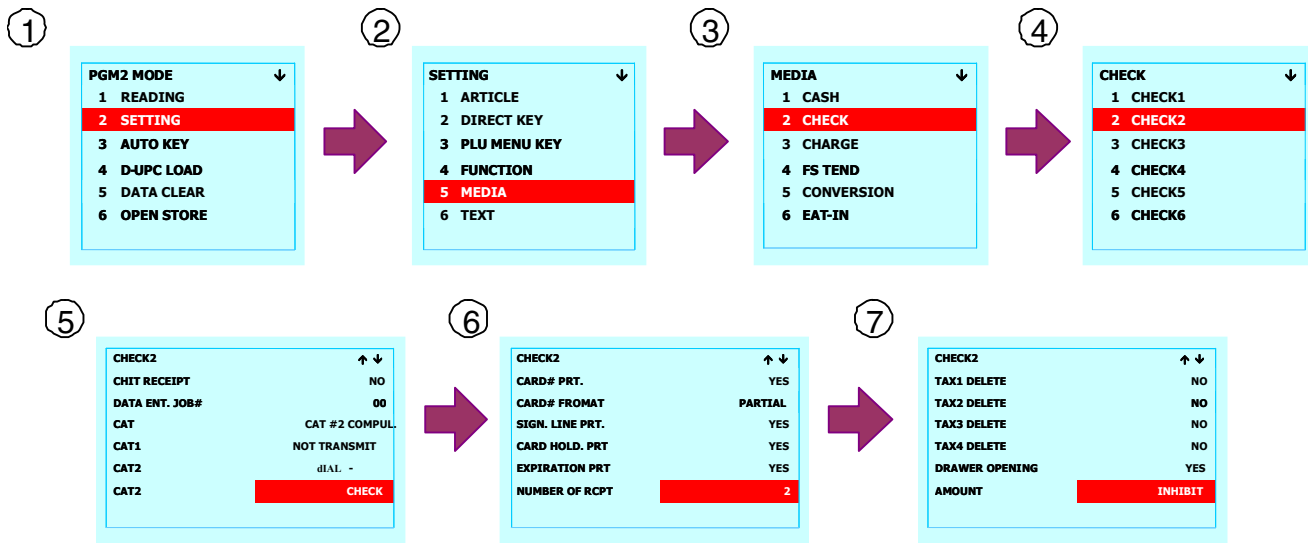 1
PGM2 MODE ↓
1 READING
2 SETTING
3 AUTO KEY
4 D-UPC LOAD
5 DATA CLEAR
6 OPEN STORE
2
SETTING ↓
1 ARTICLE
2 DIRECT KEY
3 PLU MENU KEY
4 FUNCTION
5 MEDIA
6 TEXT
3
MEDIA ↓
1 CASH
2 CHECK
3 CHARGE
4 FS TEND
5 CONVERSION
6 EAT-IN
4
CHECK ↓
1 CHECK1
2 CHECK2
3 CHECK3
4 CHECK4
5 CHECK5
6 CHECK6
5
CHECK2 ↑ ↓
CHIT RECEIPT NO
DATA ENT. JOB# 00
CAT CAT #2 COMPUL.
CAT1 NOT TRANSMIT
CAT2 dIAL -
CAT2 CHECK
6
CHECK2 ↑ ↓
CARD# PRT. YES
CARD# FROMAT PARTIAL
SIGN. LINE PRT. YES
CARD HOLD. PRT YES
EXPIRATION PRT YES
NUMBER OF RCPT 2
7
CHECK2 ↑ ↓
TAX1 DELETE NO
TAX2 DELETE NO
TAX3 DELETE NO
TAX4 DELETE NO
DRAWER OPENING YES
AMOUNT INHIBIT